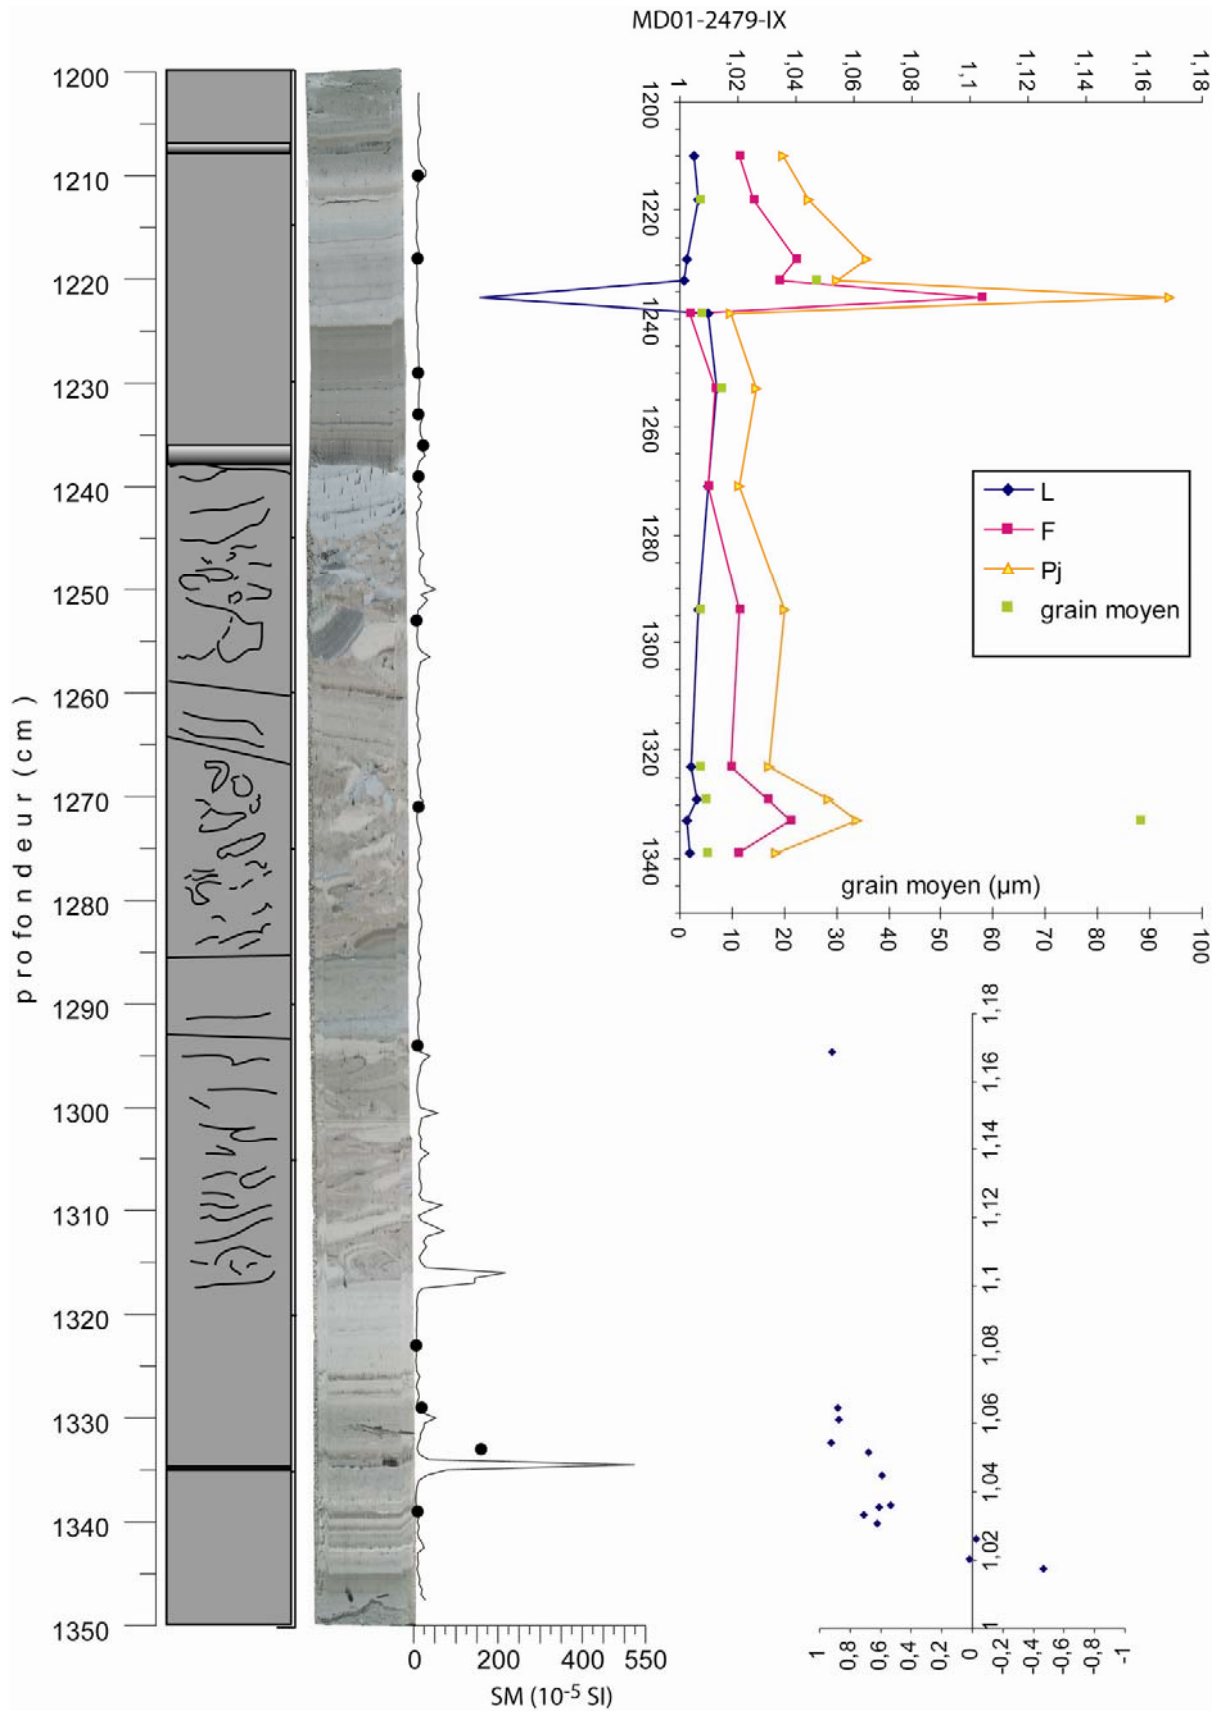 MD01-2479-IX
profondeur (cm)
1200
1210
1220
1230
1240
1250
1260
1270
1280
1290
1300
1310
1320
1330
1340
1350
0 200 400 550
SM (10-5 SI)
1 1,02 1,04 1,06 1,08 1,1 1,12 1,14 1,16 1,18
1200
1220
1240
1260
1280
1300
1320
1340
L
F
Pj
grain moyen
grain moyen (µm)
0 10 20 30 40 50 60 70 80 90 100
1,18
1,16
1,14
1,12
1,1
1,08
1,06
1,04
1,02
1
1 0,8 0,6 0,4 0,2 0 -0,2 -0,4 -0,6 -0,8 -1